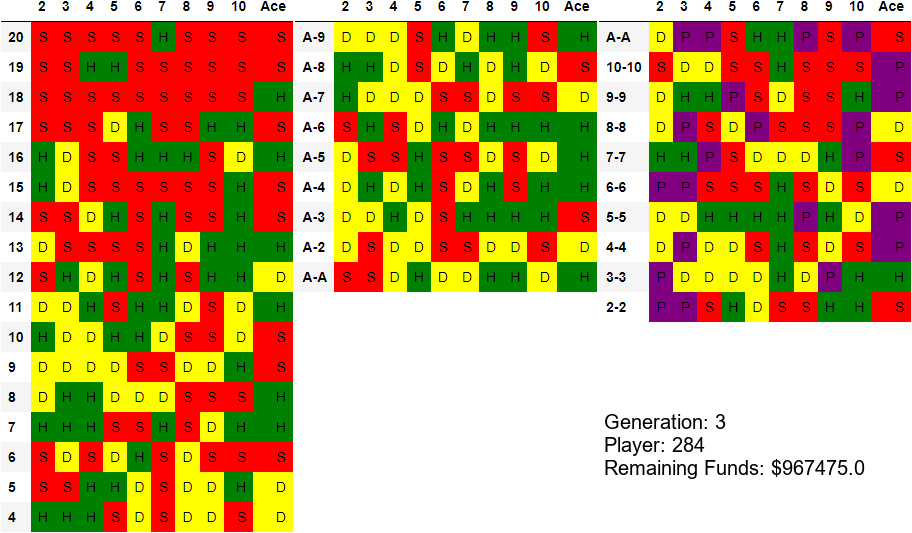 2 3 4 5 6 7 8 9 10 Ace
20 S S S S H S S S S S
19 S S H H S S S S S H
18 S S S S S S S S S H
17 S S S D H S S H H S
16 H D S S H H H S D H
15 H D S S S S S S H S
14 S S D H S H S S H S
13 D S S S S H D H H H
12 S H D H S H S H H D
11 D D H S H H D S D H
10 H D D H H D S S D S
9 D D D D S S D D H S
8 D H H D D D S S S H
7 H H H S S H S D H H
6 S D S D H S D S S S
5 S S H H D S D D H D
4 H H H S D S D D S D
2 3 4 5 6 7 8 9 10 Ace
A-9 D D D S H D H H S H
A-8 H H D S D H D H D S
A-7 H D D D S S D S S D
A-6 S H S D H D H H H H
A-5 D S S H S S D S D H
A-4 D H D H S D H S H H
A-3 D D H D S H H H H S
A-2 D S D D S S D D S D
A-A S S D H D D H H D H
2 3 4 5 6 7 8 9 10 Ace
A-A D P P S H H P S P S
10-10 S D D S S H S S S P
9-9 D H H P S D S S H P
8-8 D P S D P S S S P D
7-7 H H P S D D D H P S
6-6 P P S S S H S D S D
5-5 D D H H H H P H D P
4-4 D P D D S H S D S P
3-3 P D D D D H D P H H
2-2 P P S H D S S H H S
Generation: 3
Player: 284
Remaining Funds: $967475.0